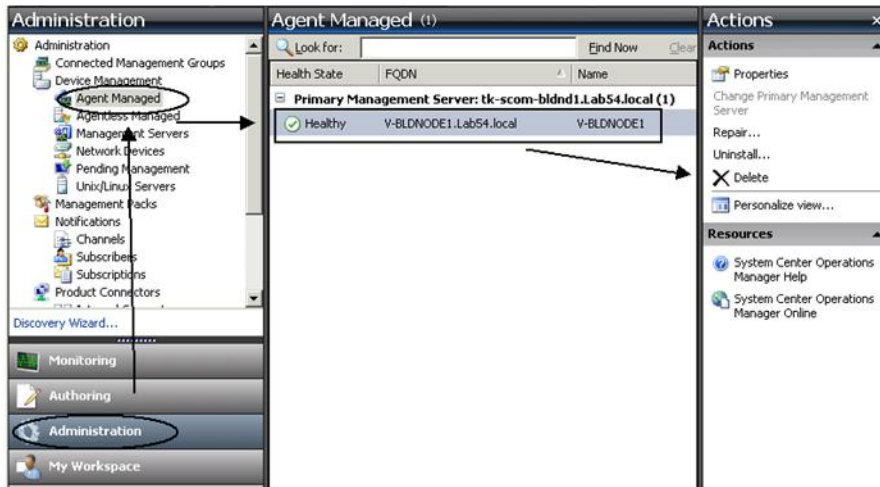 Administration
Administration
Connected Management Groups
Device Management
Agent Managed
Agentless Managed
Management Servers
Network Devices
Pending Management
Unix/Linux Servers
Management Packs
Notifications
Channels
Subscribers
Subscriptions
Product Connectors
Discovery Wizard...
Monitoring
Authoring
Administration
My Workspace
Agent Managed (1)
Look for:
Find Now
Clear
Health State
FQDN
Name
Primary Management Server: tk-scom-bldnd1.Lab54.local (1)
Healthy
V-BLDNODE1.Lab54.local
V-BLDNODE1
Actions
Actions
Properties
Change Primary Management
Server
Repair...
Uninstall...
Delete
Personalize view...
Resources
System Center Operations
Manager Help
System Center Operations
Manager Online